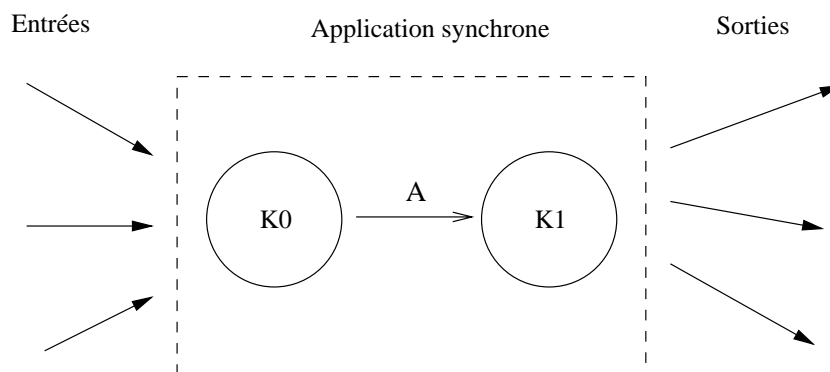 Entrées
Application synchrone
Sorties
A
K0
K1